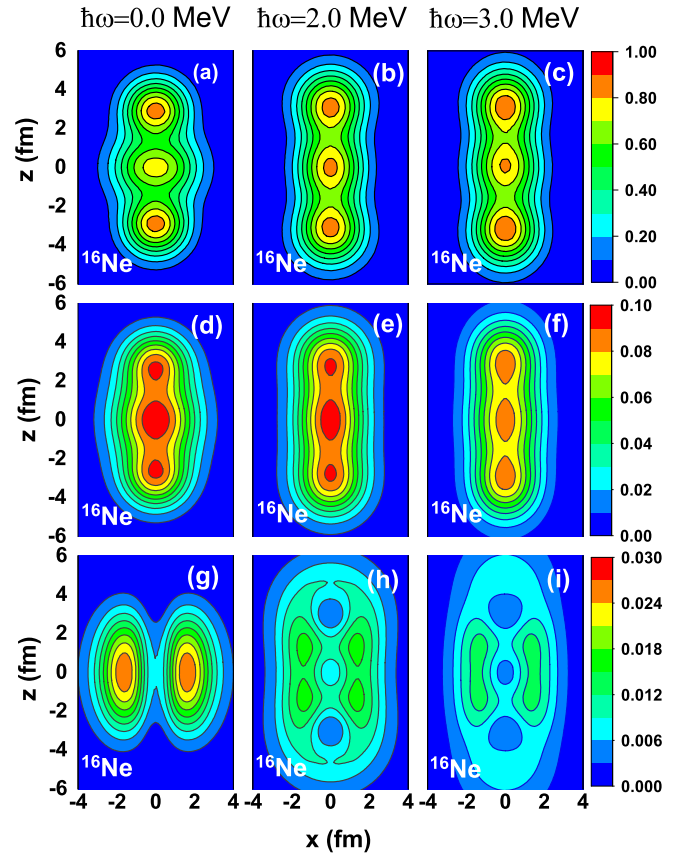 ħω=0.0 MeV ħω=2.0 MeV ħω=3.0 MeV
6 4 2 0 -2 -4 -6
z (fm)
(a) (b) (c)
16Ne 16Ne 16Ne
1.00
0.80
0.60
0.40
0.20
0.00
6 4 2 0 -2 -4 -6
z (fm)
(d) (e) (f)
16Ne 16Ne 16Ne
0.10
0.08
0.06
0.04
0.02
0.00
6 4 2 0 -2 -4 -6
z (fm)
(g) (h) (i)
16Ne 16Ne 16Ne
0.030
0.024
0.018
0.012
0.006
0.000
-4 -2 0 2 4 -2 0 2 4 -2 0 2 4
x (fm)